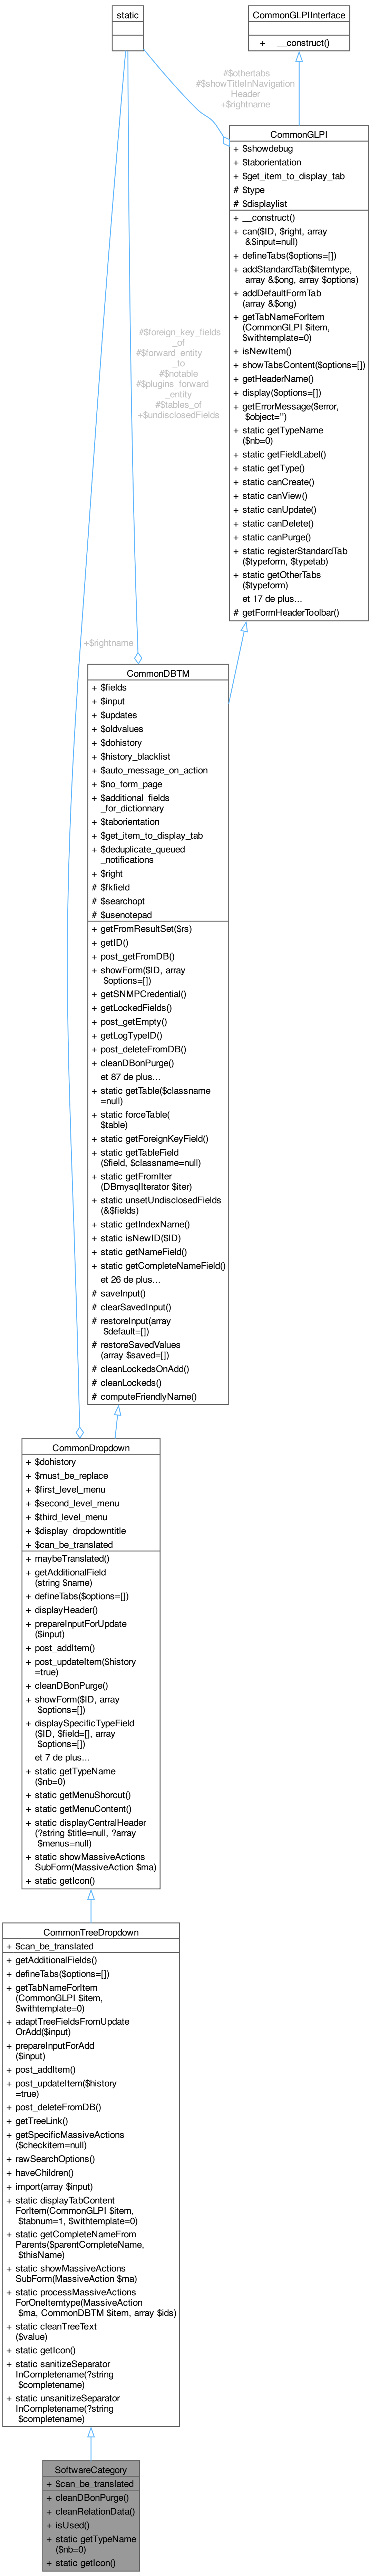 static
CommonGLPIInterface
+ __construct()
#$othertabs
#$showTitleInNavigation
Header
+$rightname
CommonGLPI
+ $showdebug
+ $taborientation
+ $get_item_to_display_tab
# $type
# $displaylist
+ __construct()
+ can($ID, $right, array
&$input=null)
+ defineTabs($options=[])
+ addStandardTab($itemtype,
array &$ong, array $options)
+ addDefaultFormTab
(array &$ong)
+ getTabNameForItem
(CommonGLPI $item,
$withtemplate=0)
+ isNewItem()
+ showTabsContent($options=[])
+ getHeaderName()
+ display($options=[])
+ getErrorMessage($error,
$object='')
+ static getTypeName
($nb=0)
+ static getFieldLabel()
+ static getType()
+ static canCreate()
+ static canView()
+ static canUpdate()
+ static canDelete()
+ static canPurge()
+ static registerStandardTab
($typeform, $typetab)
+ static getOtherTabs
($typeform)
et 17 de plus...
# getFormHeaderToolbar()
#$foreign_key_fields
_of
#$forward_entity
_to
#$notable
#$plugins_forward
_entity
#$tables_of
+$undisclosedFields
+$rightname
CommonDBTM
+ $fields
+ $input
+ $updates
+ $oldvalues
+ $dohistory
+ $history_blacklist
+ $auto_message_on_action
+ $no_form_page
+ $additional_fields
_for_dictionnary
+ $taborientation
+ $get_item_to_display_tab
+ $deduplicate_queued
_notifications
+ $right
# $fkfield
# $searchopt
# $usenotepad
+ getFromResultSet($rs)
+ getID()
+ post_getFromDB()
+ showForm($ID, array
$options=[])
+ getSNMPCredential()
+ getLockedFields()
+ post_getEmpty()
+ getLogTypeID()
+ post_deleteFromDB()
+ cleanDBonPurge()
et 87 de plus...
+ static getTable($classname
=null)
+ static forceTable(
$table)
+ static getForeignKeyField()
+ static getTableField
($field, $classname=null)
+ static getFromIter
(DBmysqlIterator $iter)
+ static unsetUndisclosedFields
(&$fields)
+ static getIndexName()
+ static isNewID($ID)
+ static getNameField()
+ static getCompleteNameField()
et 26 de plus...
# saveInput()
# clearSavedInput()
# restoreInput(array
$default=[])
# restoreSavedValues
(array $saved=[])
# cleanLockedsOnAdd()
# cleanLockeds()
# computeFriendlyName()
CommonDropdown
+ $dohistory
+ $must_be_replace
+ $first_level_menu
+ $second_level_menu
+ $third_level_menu
+ $display_dropdowntitle
+ $can_be_translated
+ maybeTranslated()
+ getAdditionalField
(string $name)
+ defineTabs($options=[])
+ displayHeader()
+ prepareInputForUpdate
($input)
+ post_addItem()
+ post_updateItem($history
=true)
+ cleanDBonPurge()
+ showForm($ID, array
$options=[])
+ displaySpecificTypeField
($ID, $field=[], array
$options=[])
et 7 de plus...
+ static getTypeName
($nb=0)
+ static getMenuShorcut()
+ static getMenuContent()
+ static displayCentralHeader
(?string $title=null, ?array
$menus=null)
+ static showMassiveActions
SubForm(MassiveAction $ma)
+ static getIcon()
CommonTreeDropdown
+ $can_be_translated
+ getAdditionalFields()
+ defineTabs($options=[])
+ getTabNameForItem
(CommonGLPI $item,
$withtemplate=0)
+ adaptTreeFieldsFromUpdate
OrAdd($input)
+ prepareInputForAdd
($input)
+ post_addItem()
+ post_updateItem($history
=true)
+ post_deleteFromDB()
+ getTreeLink()
+ getSpecificMassiveActions
($checkitem=null)
+ rawSearchOptions()
+ haveChildren()
+ import(array $input)
+ static displayTabContent
ForItem(CommonGLPI $item,
$tabnum=1, $withtemplate=0)
+ static getCompleteNameFrom
Parents($parentCompleteName,
$thisName)
+ static showMassiveActions
SubForm(MassiveAction $ma)
+ static processMassiveActions
ForOneItemtype(MassiveAction
$ma, CommonDBTM $item, array $ids)
+ static cleanTreeText
($value)
+ static getIcon()
+ static sanitizeSeparator
InCompletename(?string
$completename)
+ static unsanitizeSeparator
InCompletename(?string
$completename)
SoftwareCategory
+ $can_be_translated
+ cleanDBonPurge()
+ cleanRelationData()
+ isUsed()
+ static getTypeName
($nb=0)
+ static getIcon()